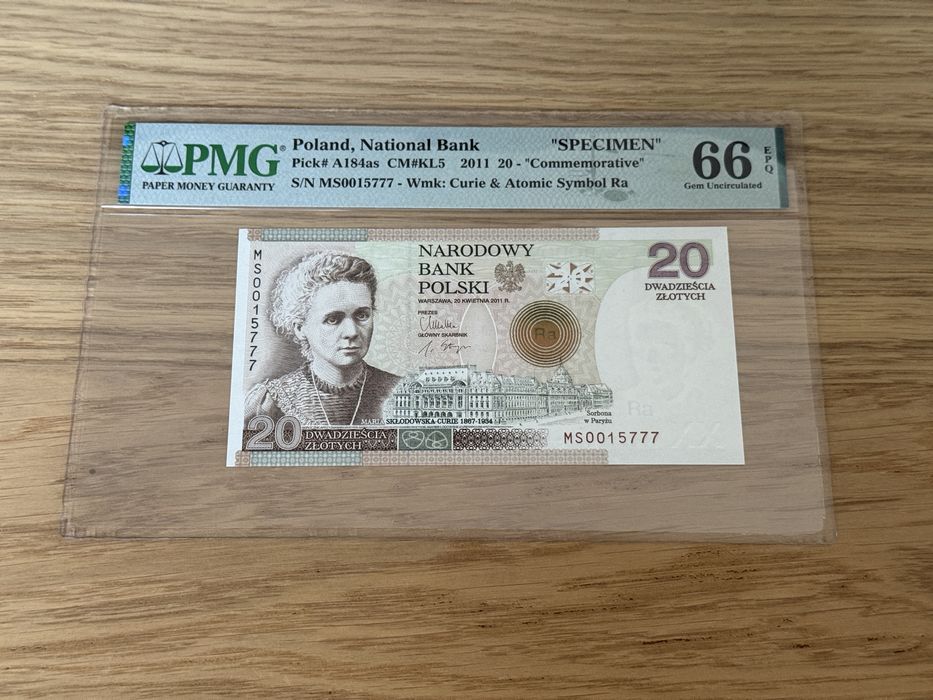 PMG®
PAPER MONEY GUARANTY
Poland, National Bank "SPECIMEN"
Pick# A184as CM#KL5 2011 20 - "Commemorative"
S/N MS0015777 - Wmk: Curie & Atomic Symbol Ra
66 EPQ
Gem Uncirculated
MS0015777
NARODOWY
BANK
POLSKI
WARSZAWA, 20 KWIETNIA 2011 R.
PREZES
GŁÓWNY SKARBNIK
Ra
20
DWADZIEŚCIA
ZŁOTYCH
Sorbona
w Paryżu
Ra
SKŁODOWSKA-CURIE 1867-1934
20 DWADZIEŚCIA
ZŁOTYCH
MS0015777